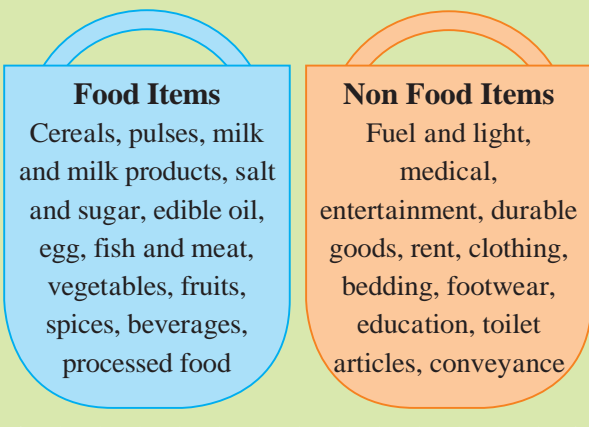 Food Items
Cereals, pulses, milk
and milk products, salt
and sugar, edible oil,
egg, fish and meat,
vegetables, fruits,
spices, beverages,
processed food
Non Food Items
Fuel and light,
medical,
entertainment, durable
goods, rent, clothing,
bedding, footwear,
education, toilet
articles, conveyance